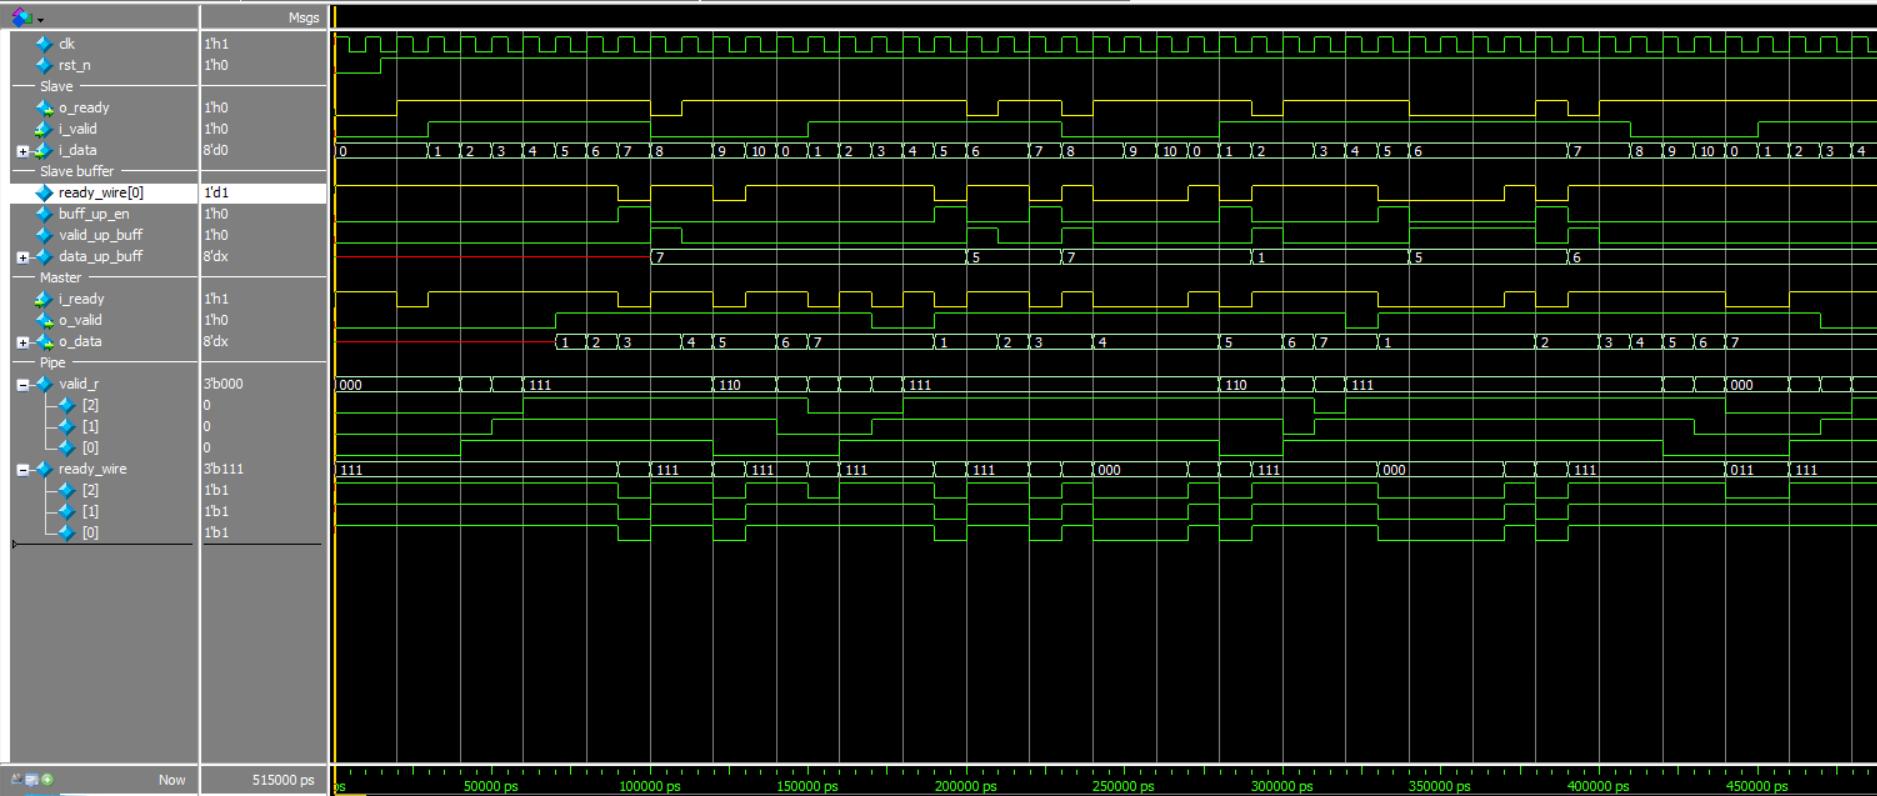 Msgs
clk 1'h1
rst_n 1'h0
Slave
o_ready 1'h0
i_valid 1'h0
i_data 8'd0 0 1 2 3 4 5 6 7 8 9 10 0 1 2 3 4 5 6 7 8 9 10 0 1 2 3 4 5 6 7 8 9 10 0 1 2 3 4
Slave buffer
ready_wire[0] 1'd1
buff_up_en 1'h0
valid_up_buff 1'h0
data_up_buff 8'dx 7 5 7 1 5 6
Master
i_ready 1'h1
o_valid 1'h0
o_data 8'dx 1 2 3 4 5 6 7 1 2 3 4 5 6 7 1 2 3 4 5 6 7
Pipe
valid_r 3'b000 000 111 110 111 110 111 000
[2] 0
[1] 0
[0] 0
ready_wire 3'b111 111 111 111 111 111 000 111 000 111 011 111
[2] 1'b1
[1] 1'b1
[0] 1'b1
Now 515000 ps ps 50000 ps 100000 ps 150000 ps 200000 ps 250000 ps 300000 ps 350000 ps 400000 ps 450000 ps